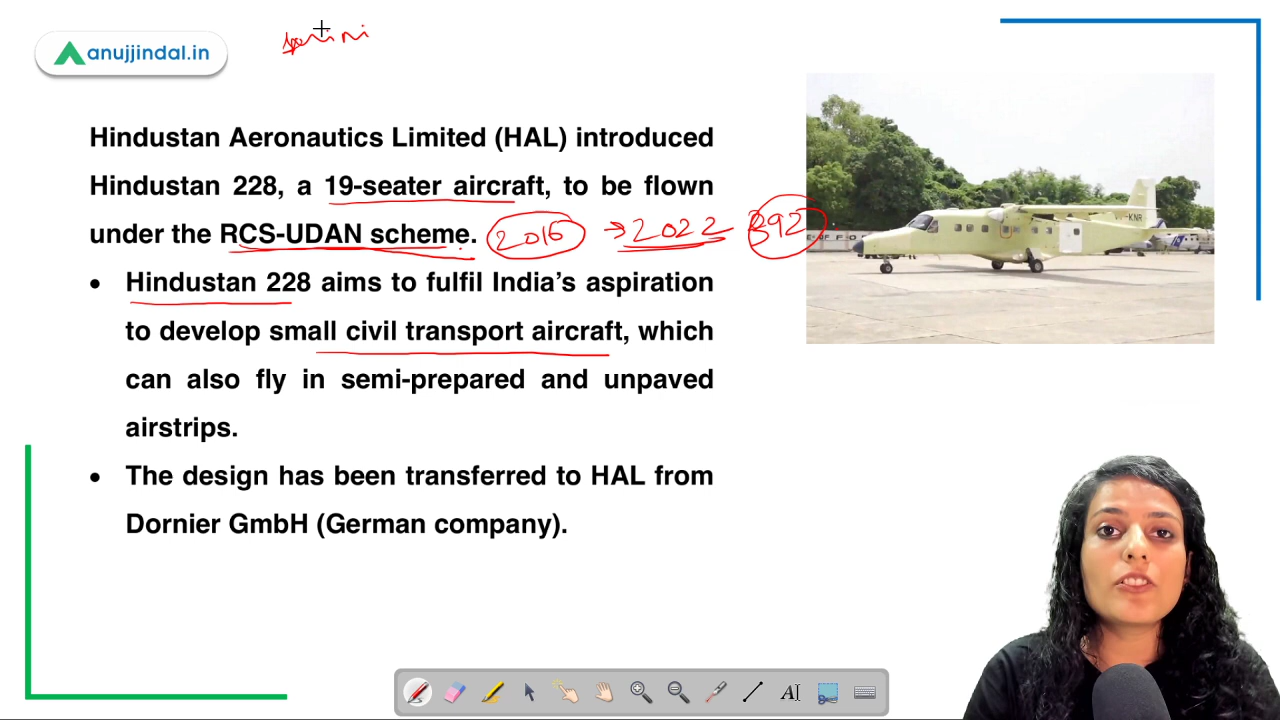 anujjindal.in
Hindustan Aeronautics Limited (HAL) introduced
Hindustan 228, a 19-seater aircraft, to be flown
under the RCS-UDAN scheme. 2016 → 2022 392
• Hindustan 228 aims to fulfil India's aspiration
to develop small civil transport aircraft, which
can also fly in semi-prepared and unpaved
airstrips.
• The design has been transferred to HAL from
Dornier GmbH (German company).
AI